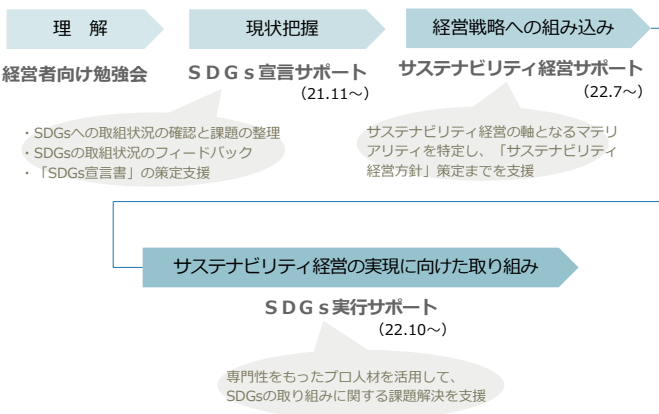 理　解
現状把握
経営戦略への組み込み
経営者向け勉強会
ＳＤＧｓ宣言サポート
（21.11～）
サステナビリティ経営サポート
（22.7～）
・SDGsへの取組状況の確認と課題の整理
・SDGsの取組状況のフィードバック
・「SDGs宣言書」の策定支援
サステナビリティ経営の軸となるマテリ
アリティを特定し、「サステナビリティ
経営方針」策定までを支援
サステナビリティ経営の実現に向けた取り組み
ＳＤＧｓ実行サポート
（22.10～）
専門性をもったプロ人材を活用して、
SDGsの取り組みに関する課題解決を支援